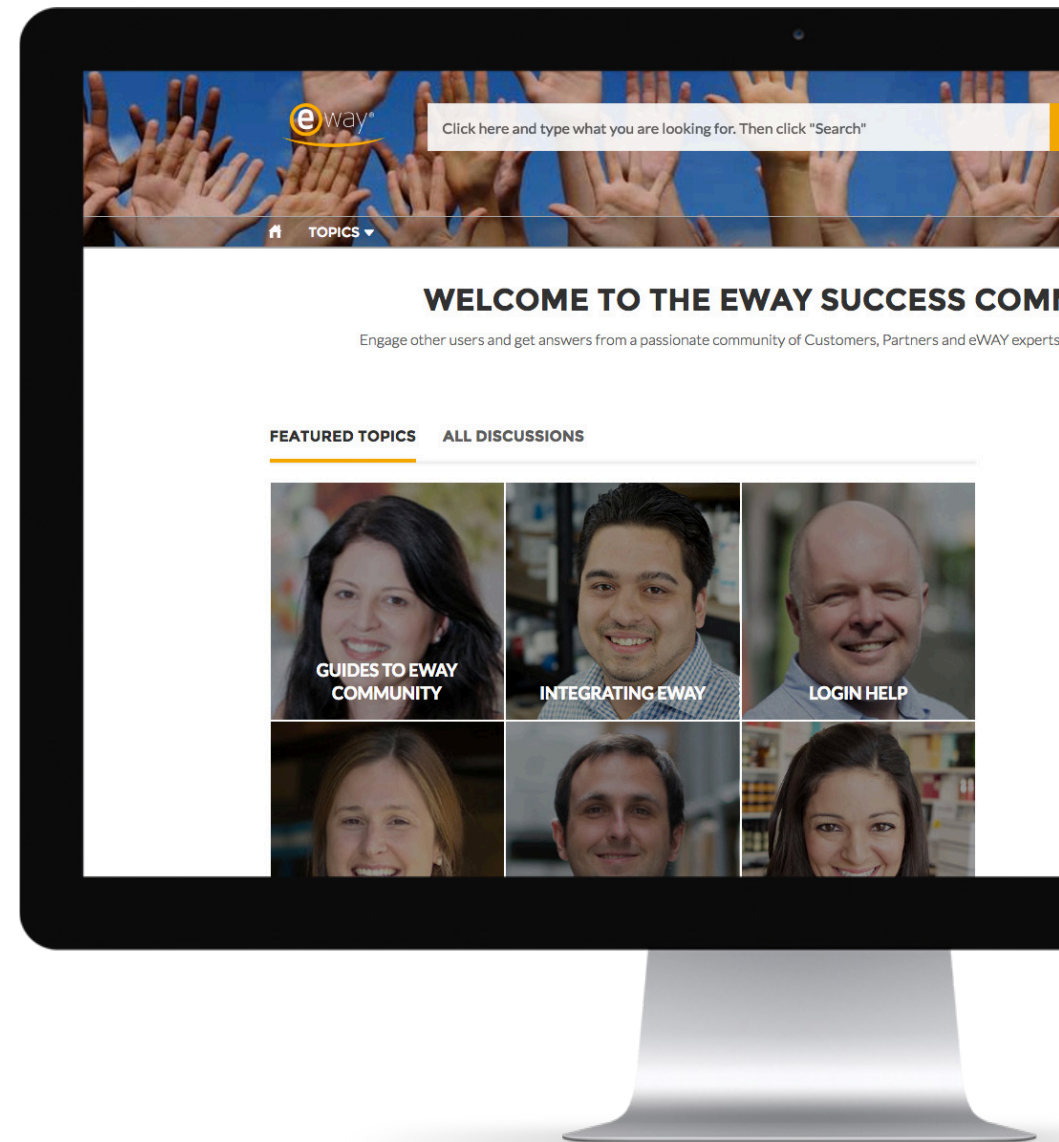 eway®
Click here and type what you are looking for. Then click "Search"
TOPICS
WELCOME TO THE EWAY SUCCESS
Engage other users and get answers from a passionate community of Customers, Partners and eWAY experts
FEATURED TOPICS ALL DISCUSSIONS
GUIDES TO EWAY
COMMUNITY
INTEGRATING EWAY
LOGIN HELP